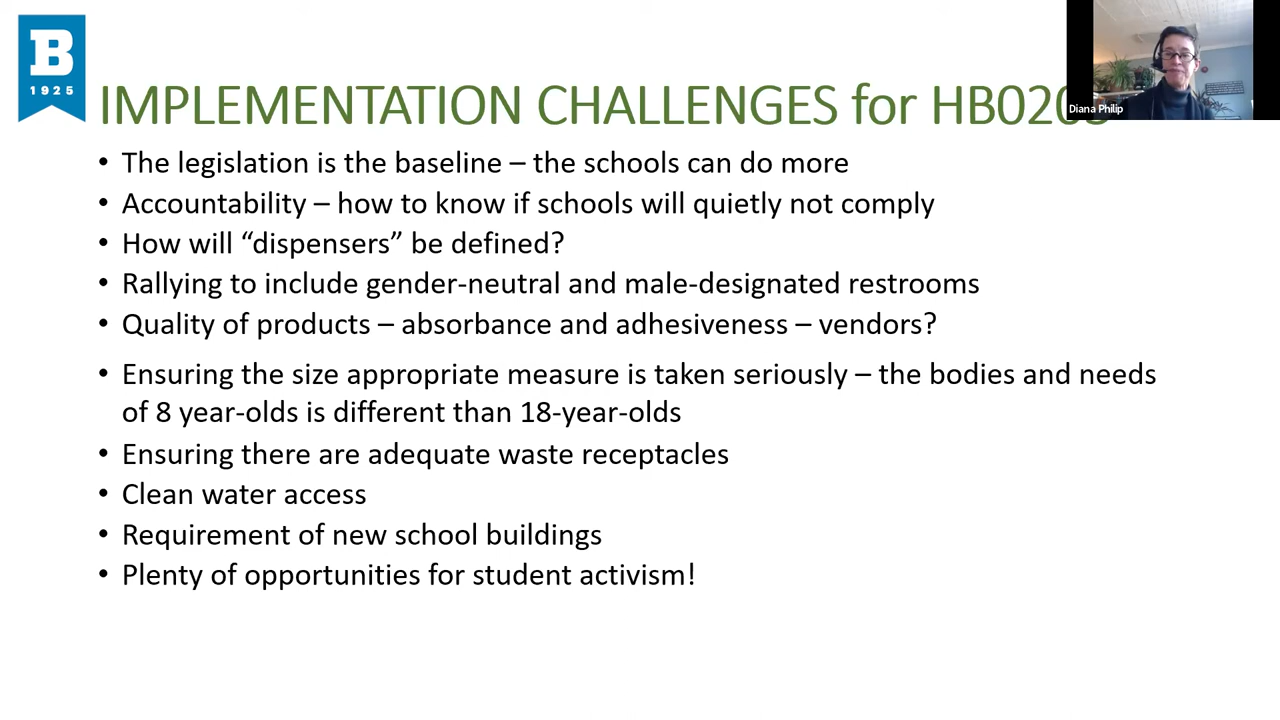 B
1925
IMPLEMENTATION CHALLENGES for HB020
Diana Philip
• The legislation is the baseline – the schools can do more
• Accountability – how to know if schools will quietly not comply
• How will “dispensers” be defined?
• Rallying to include gender-neutral and male-designated restrooms
• Quality of products – absorbance and adhesiveness – vendors?
• Ensuring the size appropriate measure is taken seriously – the bodies and needs
of 8 year-olds is different than 18-year-olds
• Ensuring there are adequate waste receptacles
• Clean water access
• Requirement of new school buildings
• Plenty of opportunities for student activism!